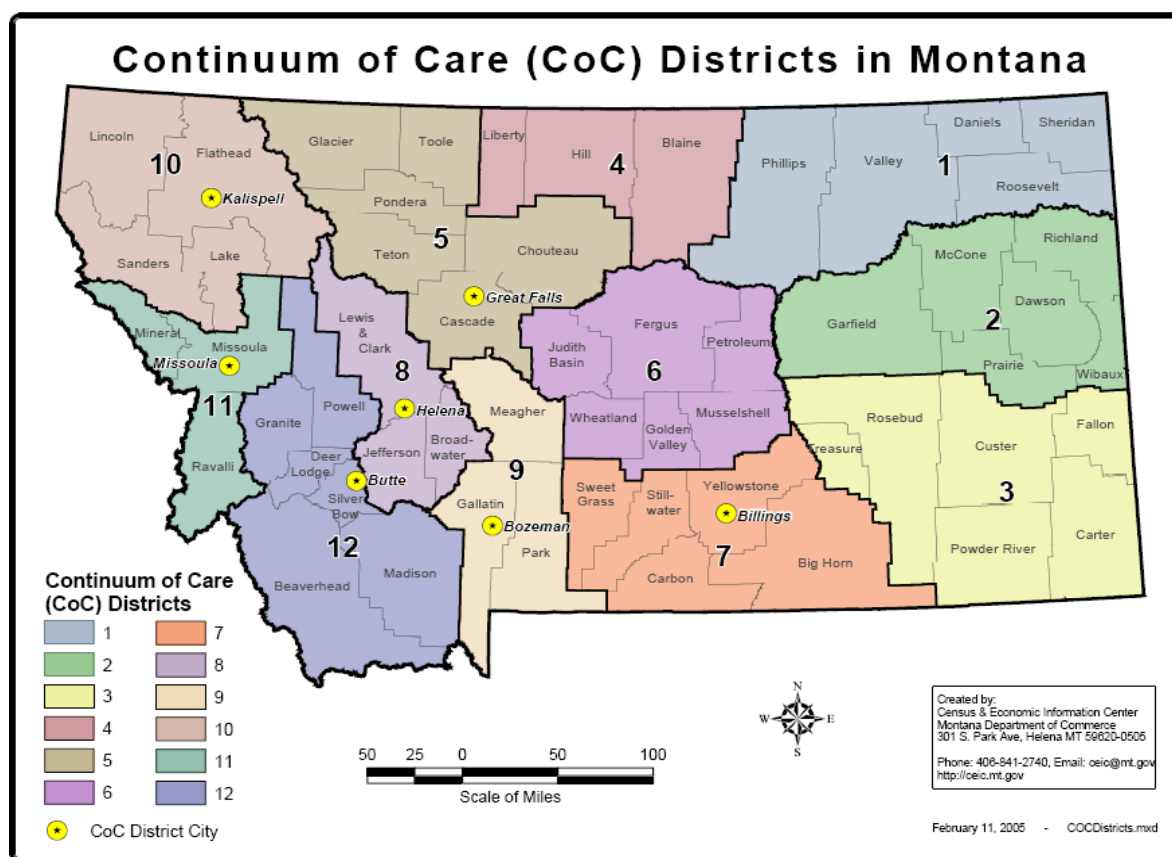 Continuum of Care (CoC) Districts in Montana
Lincoln
Flathead
10
Kalispell
Sanders
Lake
Glacier
Toole
Pondera
5
Teton
Chouteau
Great Falls
Cascade
Liberty
Hill
4
Blaine
Phillips
Valley
1
Daniels
Sheridan
Roosevelt
McCone
Richland
Garfield
2
Dawson
Prairie
Wibaux
Mineral
Missoula
Missoula
11
Ravalli
Lewis
&
Clark
8
Helena
Jefferson
Broad-
water
Powell
Granite
Deer
Lodge
Butte
Silver
Bow
12
Beaverhead
Madison
Meagher
9
Gallatin
Bozeman
Park
Judith
Basin
Fergus
Petroleum
6
Wheatland
Golden
Valley
Musselshell
Sweet
Grass
Still-
water
Yellowstone
Billings
7
Carbon
Big Horn
Rosebud
Treasure
Custer
Fallon
3
Powder River
Carter
Continuum of Care
(CoC) Districts
1
2
3
4
5
6
7
8
9
10
11
12
CoC District City
50 25 0 50 100
Scale of Miles
N
W E
S
Created by:
Census & Economic Information Center
Montana Department of Commerce
301 S. Park Ave, Helena MT 59620-0505
Phone: 406-841-2740, Email: ceic@mt.gov
http://ceic.mt.gov
February 11, 2005 - COCDistricts.mxd